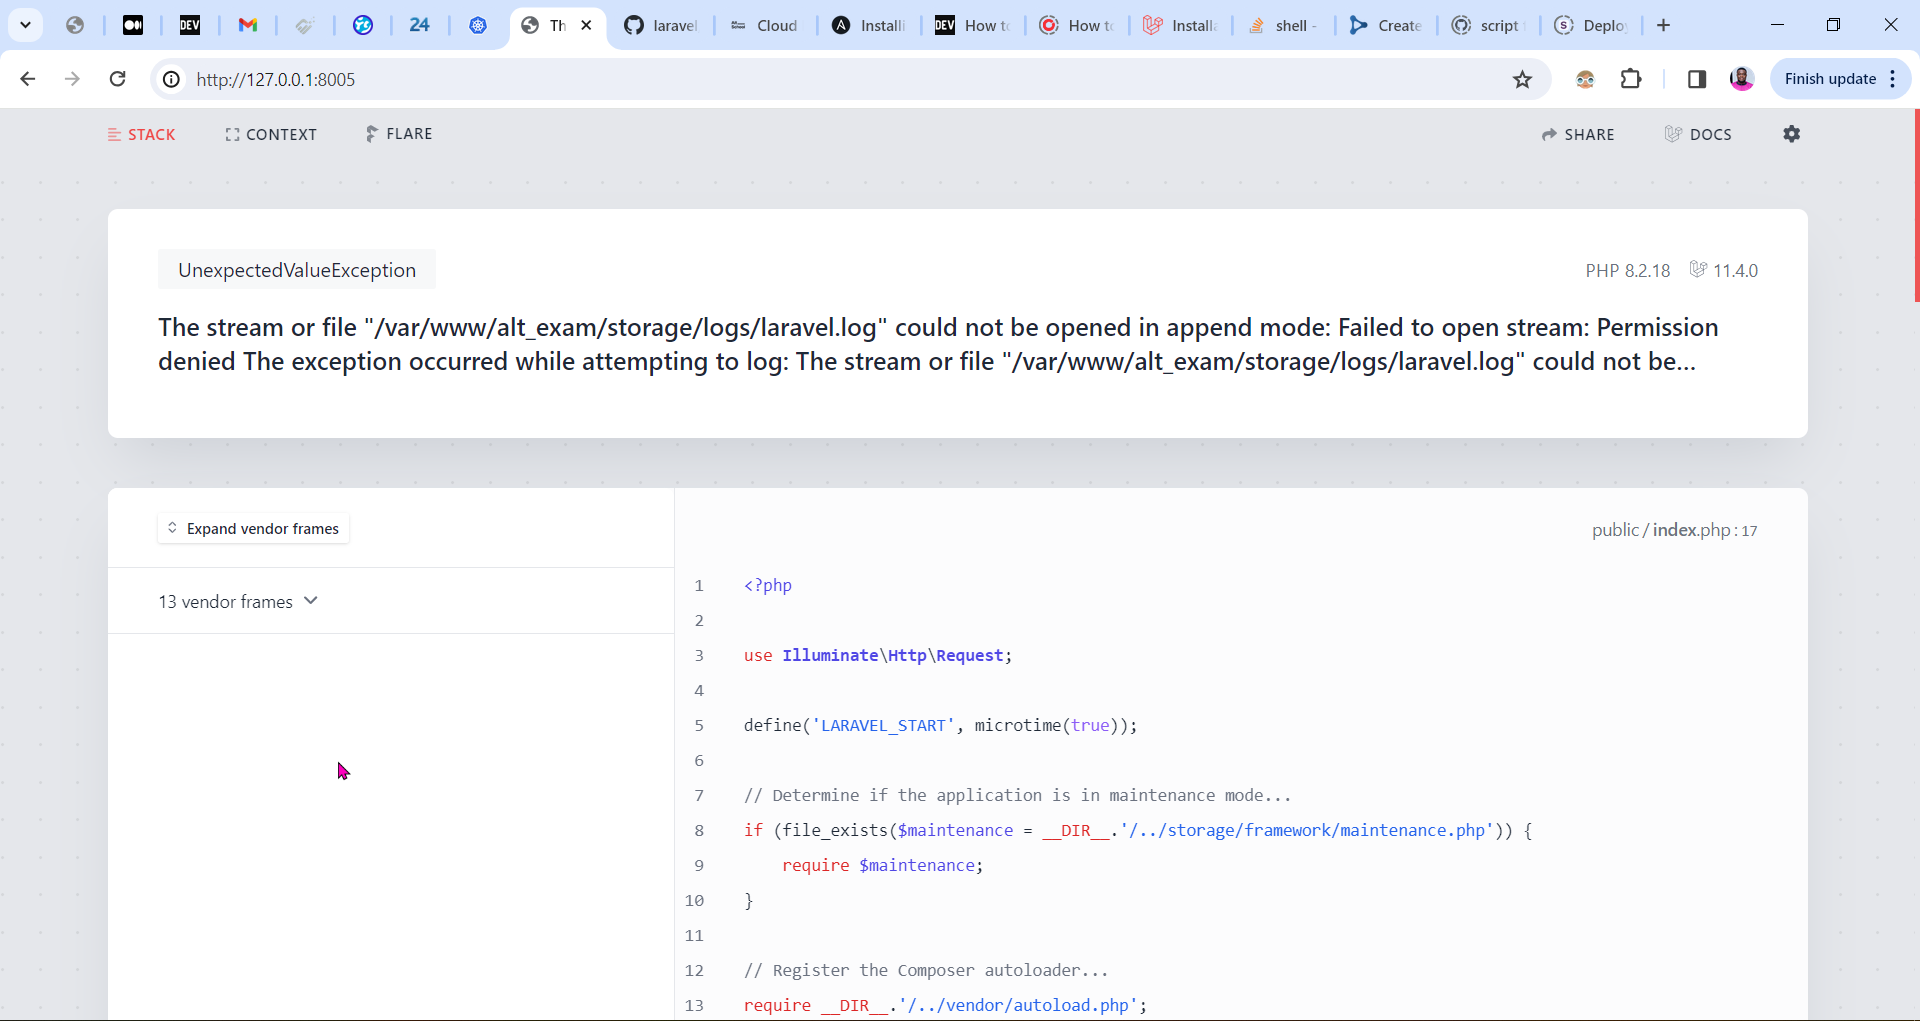 DEV
24
Th
laravel
Cloud
Installi
DEV
How to
How to
Installa
shell -
Create
script
Deploy
http://127.0.0.1:8005
Finish update
STACK
CONTEXT
FLARE
SHARE
DOCS
UnexpectedValueException
PHP 8.2.18
11.4.0
The stream or file "/var/www/alt_exam/storage/logs/laravel.log" could not be opened in append mode: Failed to open stream: Permission
denied The exception occurred while attempting to log: The stream or file "/var/www/alt_exam/storage/logs/laravel.log" could not be...
Expand vendor frames
13 vendor frames
public/index.php:17
1 <?php
2
3 use Illuminate\Http\Request;
4
5 define('LARAVEL_START', microtime(true));
6
7 // Determine if the application is in maintenance mode...
8 if (file_exists($maintenance = __DIR__.'/../storage/framework/maintenance.php')) {
9 require $maintenance;
10 }
11
12 // Register the Composer autoloader...
13 require __DIR__.'/../vendor/autoload.php';